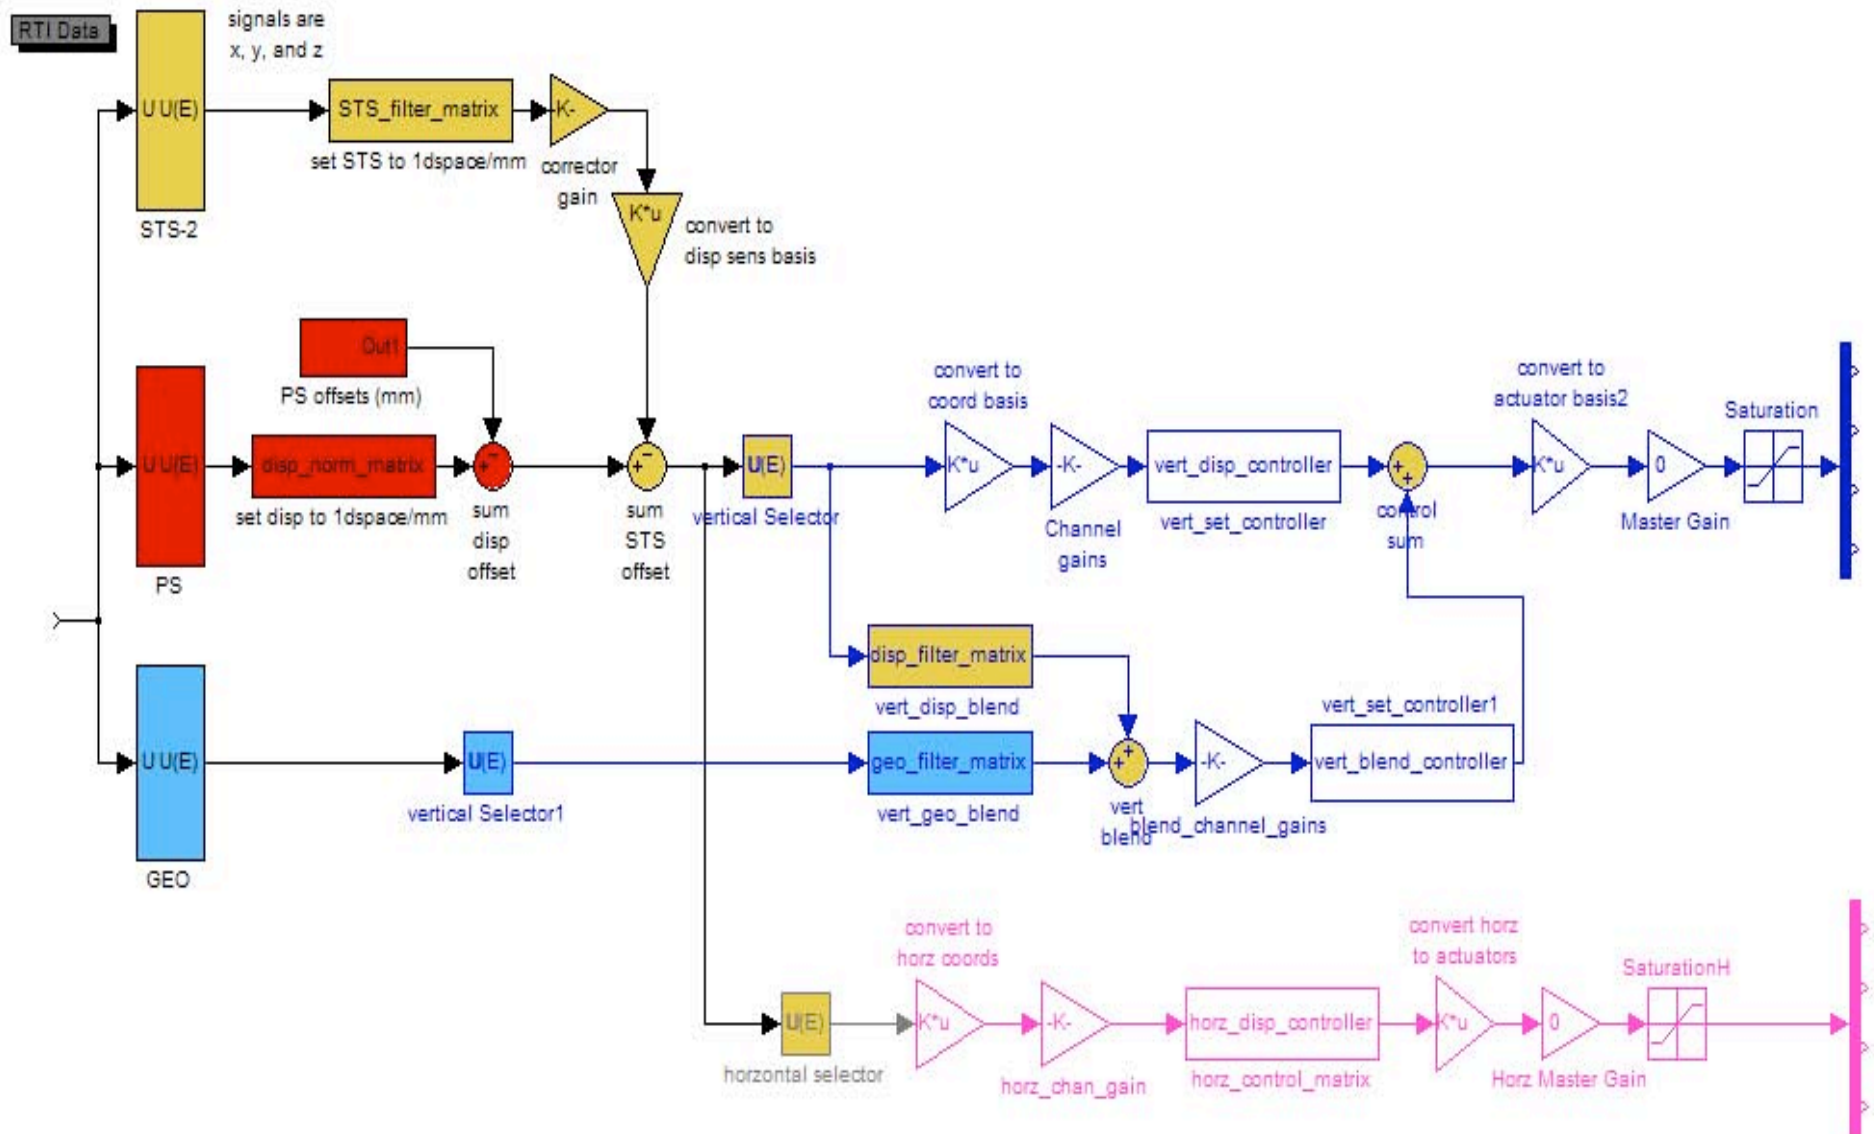 RTI Data
signals are
x, y, and z
U U(E)
STS-2
STS_filter_matrix
set STS to 1dspace/mm
-K-
corrector
gain
K*u
convert to
disp sens basis
Out1
PS offsets (mm)
U U(E)
PS
disp_norm_matrix
set disp to 1dspace/mm
+
−
sum
disp
offset
+
−
sum
STS
offset
U(E)
vertical Selector
convert to
coord basis
K*u
-K-
Channel
gains
vert_disp_controller
vert_set_controller
+
+
control
sum
convert to
actuator basis2
K*u
0
Master Gain
Saturation
disp_filter_matrix
vert_disp_blend
U U(E)
GEO
U(E)
vertical Selector1
geo_filter_matrix
vert_geo_blend
+
+
vert
blend
-K-
blend_channel_gains
vert_set_controller1
vert_blend_controller
U(E)
horzontal selector
convert to
horz coords
K*u
-K-
horz_chan_gain
horz_disp_controller
horz_control_matrix
convert horz
to actuators
K*u
0
Horz Master Gain
SaturationH